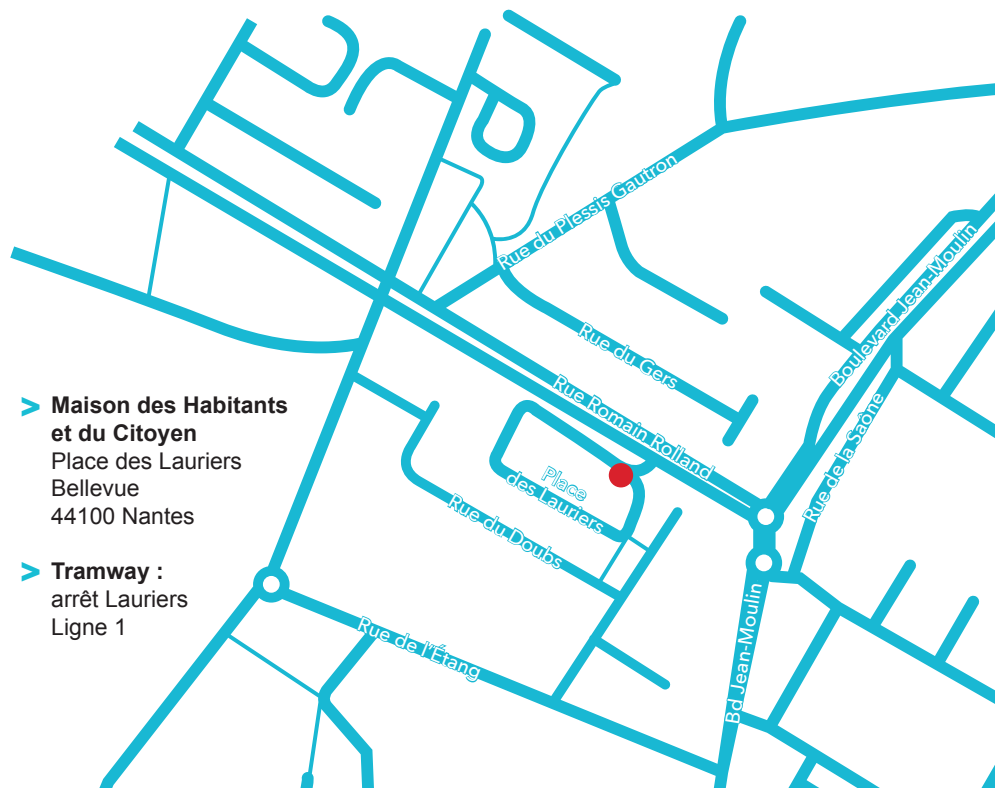 Rue du Plessis Gautron
Boulevard Jean-Moulin
Rue du Gers
Rue Romain Rolland
> Maison des Habitants
et du Citoyen
Place des Lauriers
Bellevue
44100 Nantes
Place
des Lauriers
Rue de la Saône
Rue du Doubs
> Tramway :
arrêt Lauriers
Ligne 1
Rue de l'Étang
Bd Jean-Moulin